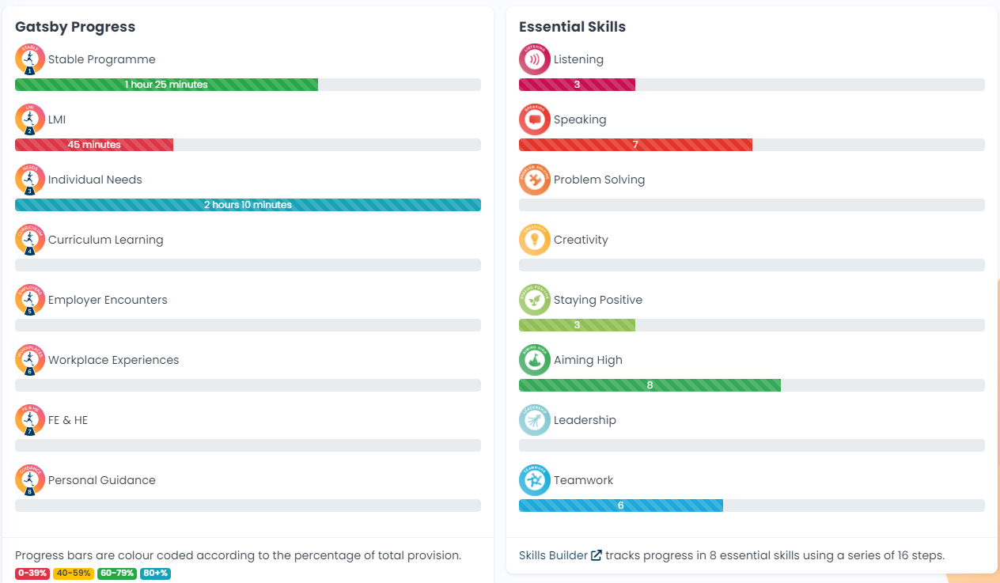 Gatsby Progress
STABLE
1
Stable Programme
1 hour 25 minutes
LMI
2
LMI
45 minutes
NEEDS
3
Individual Needs
2 hours 10 minutes
CURRICULUM
4
Curriculum Learning
EMPLOYERS
5
Employer Encounters
WORKPLACES
6
Workplace Experiences
FE & HE
7
FE & HE
GUIDANCE
8
Personal Guidance
Progress bars are colour coded according to the percentage of total provision.
0-39% 40-59% 60-79% 80+%
Essential Skills
LISTENING
Listening
3
SPEAKING
Speaking
7
PROBLEM SOLVING
Problem Solving
CREATIVITY
Creativity
STAYING POSITIVE
Staying Positive
3
AIMING HIGH
Aiming High
8
LEADERSHIP
Leadership
TEAMWORK
Teamwork
6
Skills Builder tracks progress in 8 essential skills using a series of 16 steps.